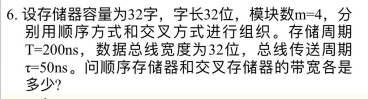 6. 设存储器容量为32字，字长32位，模块数m=4，分
别用顺序方式和交叉方式进行组织。存储周期
T=200ns，数据总线宽度为32位，总线传送周期
τ=50ns。问顺序存储器和交叉存储器的带宽各是
多少?